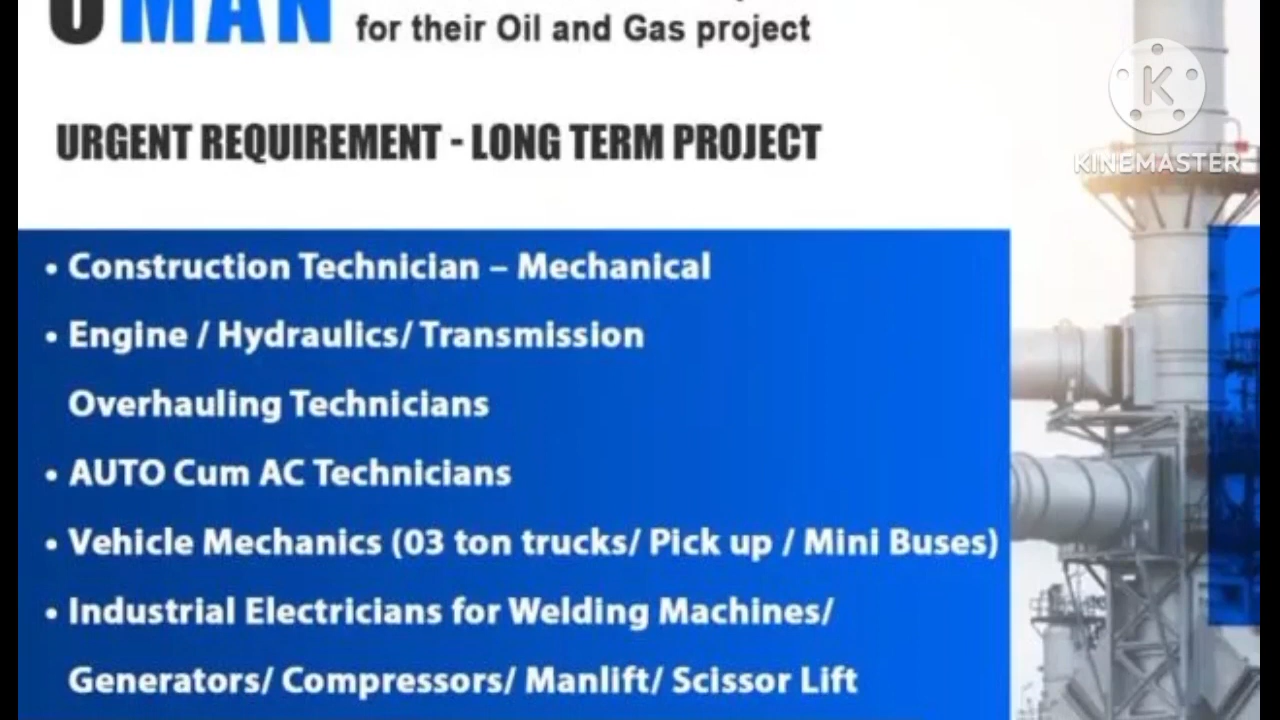 OMAN
for their Oil and Gas project
K
KINEMASTER
URGENT REQUIREMENT - LONG TERM PROJECT
• Construction Technician – Mechanical
• Engine / Hydraulics/ Transmission
Overhauling Technicians
• AUTO Cum AC Technicians
• Vehicle Mechanics (03 ton trucks/ Pick up / Mini Buses)
• Industrial Electricians for Welding Machines/
Generators/ Compressors/ Manlift/ Scissor Lift